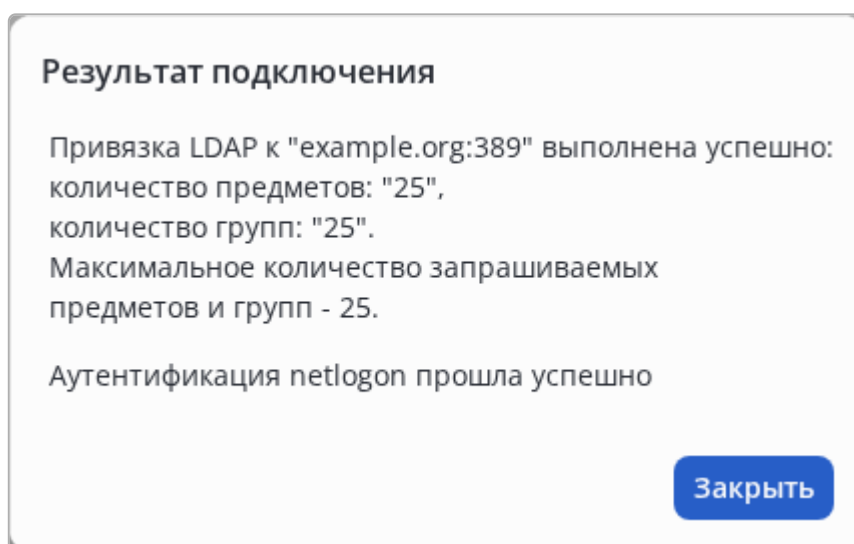 Результат подключения
Привязка LDAP к "example.org:389" выполнена успешно:
количество предметов: "25",
количество групп: "25".
Максимальное количество запрашиваемых
предметов и групп - 25.
Аутентификация netlogon прошла успешно
Закрыть